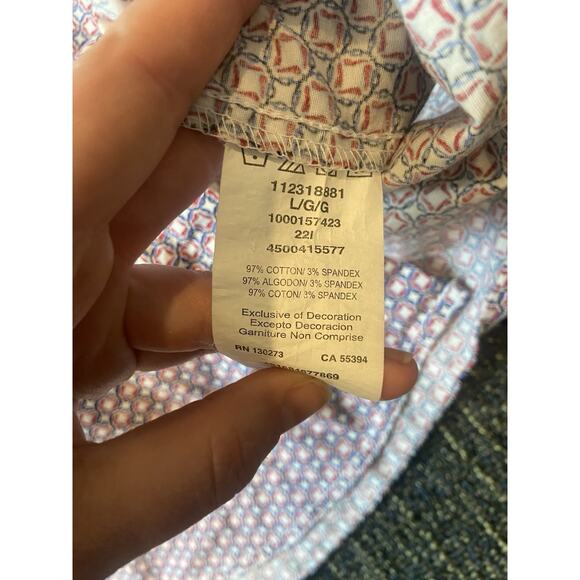 112318881
L/G/G
1000157423
22I
4500415577
97% COTTON/ 3% SPANDEX
97% ALGODON/ 3% SPANDEX
97% COTON/ 3% SPANDEX
Exclusive of Decoration
Excepto Decoracion
Garniture Non Comprise
RN 130273 CA 55394